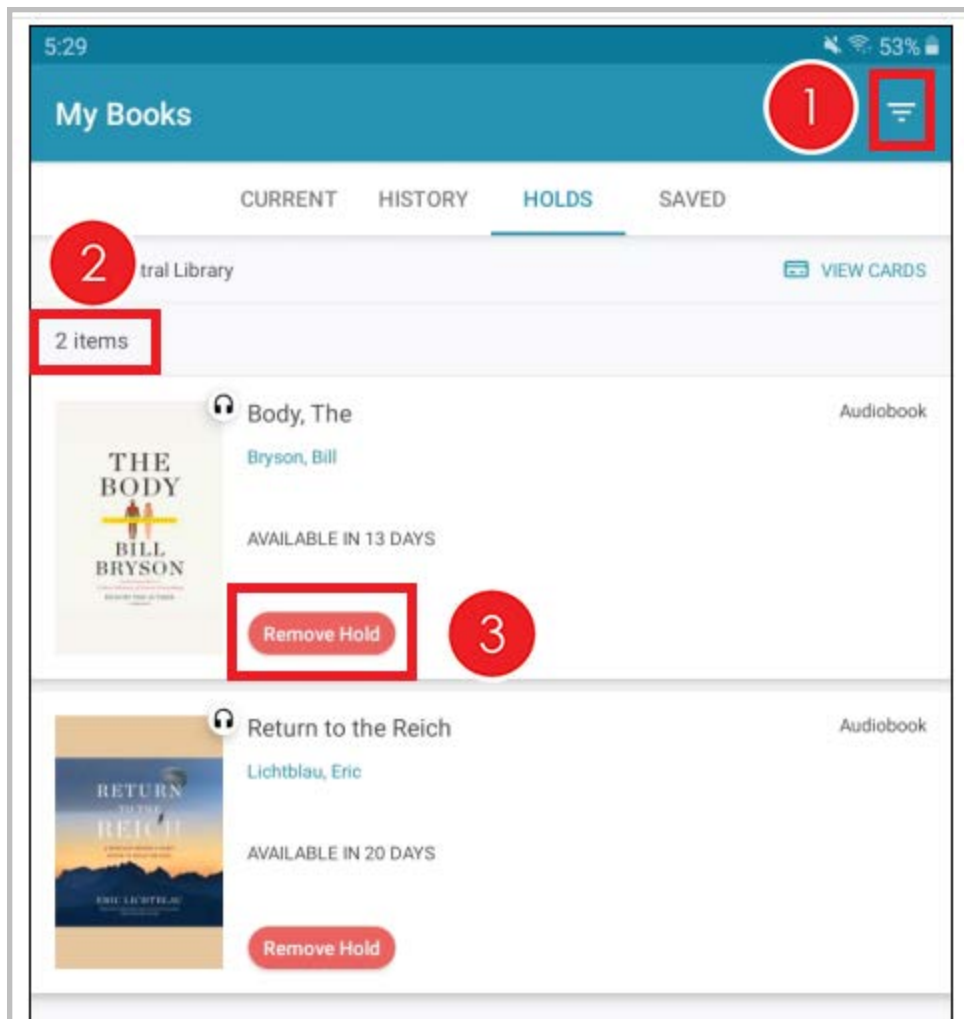 5:29 53%
My Books 1
CURRENT HISTORY HOLDS SAVED
2 tral Library VIEW CARDS
2 items
Body, The Audiobook
Bryson, Bill
THE
BODY
BILL
BRYSON
AVAILABLE IN 13 DAYS
Remove Hold 3
Return to the Reich Audiobook
Lichtblau, Eric
RETURN
TO THE
REICH
ERIC LICHTBLAU
AVAILABLE IN 20 DAYS
Remove Hold